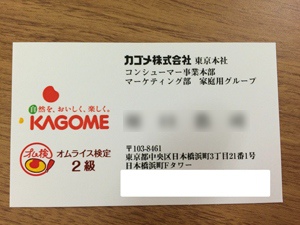 カゴメ株式会社 東京本社
コンシューマー事業本部
マーケティング部 家庭用グループ
自然を、おいしく、楽しく。
KAGOME
オム検
オムライス検定
2級
〒103-8461
東京都中央区日本橋浜町3丁目21番1号
日本橋浜町Fタワー